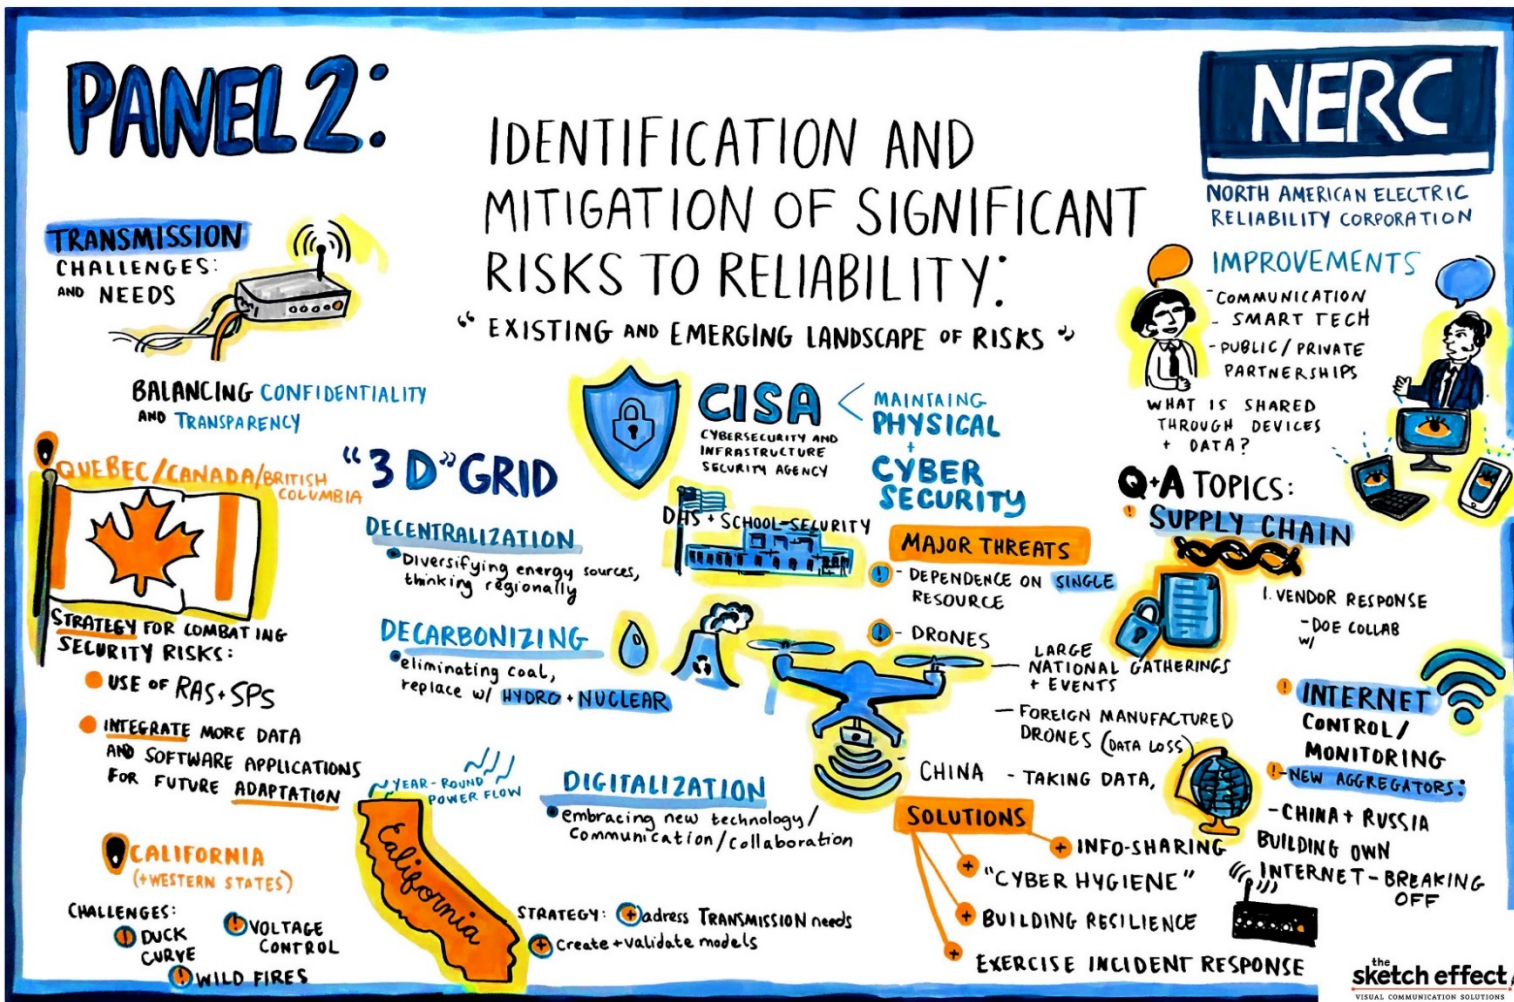 PANEL 2:
IDENTIFICATION AND
MITIGATION OF SIGNIFICANT
RISKS TO RELIABILITY:
“ EXISTING AND EMERGING LANDSCAPE OF RISKS ”
NERC
NORTH AMERICAN ELECTRIC
RELIABILITY CORPORATION
TRANSMISSION
CHALLENGES:
AND NEEDS
BALANCING CONFIDENTIALITY
AND TRANSPARENCY
QUEBEC/CANADA/BRITISH
COLUMBIA
STRATEGY FOR COMBATING
SECURITY RISKS:
USE OF RAS + SPS
INTEGRATE MORE DATA
AND SOFTWARE APPLICATIONS
FOR FUTURE ADAPTATION
CALIFORNIA
(+WESTERN STATES)
CHALLENGES:
! DUCK
CURVE
! VOLTAGE
CONTROL
! WILD FIRES
YEAR-ROUND
POWER FLOW
California
STRATEGY: + adress TRANSMISSION needs
+ Create + validate models
“3 D” GRID
DECENTRALIZATION
Diversifying energy sources,
thinking regionally
DECARBONIZING
eliminating coal,
replace w/ HYDRO + NUCLEAR
DIGITALIZATION
embracing new technology/
Communication/collaboration
CISA
CYBERSECURITY AND
INFRASTRUCTURE
SECURITY AGENCY
MAINTAING
PHYSICAL
+
CYBER
SECURITY
DHS + SCHOOL-SECURITY
MAJOR THREATS
! - DEPENDENCE ON SINGLE
RESOURCE
! - DRONES
LARGE
NATIONAL GATHERINGS
+ EVENTS
- FOREIGN MANUFACTURED
DRONES (DATA LOSS)
CHINA - TAKING DATA,
SOLUTIONS
+ INFO-SHARING
+ "CYBER HYGIENE"
+ BUILDING RESILIENCE
+ EXERCISE INCIDENT RESPONSE
IMPROVEMENTS
- COMMUNICATION
- SMART TECH
- PUBLIC / PRIVATE
PARTNERSHIPS
WHAT IS SHARED
THROUGH DEVICES
+ DATA?
Q+A TOPICS:
! SUPPLY CHAIN
1. VENDOR RESPONSE
- DOE COLLAB
W/
! INTERNET
CONTROL/
MONITORING
! - NEW AGGREGATORS:
- CHINA + RUSSIA
BUILDING OWN
INTERNET - BREAKING
OFF
the
sketch effect
VISUAL COMMUNICATION SOLUTIONS